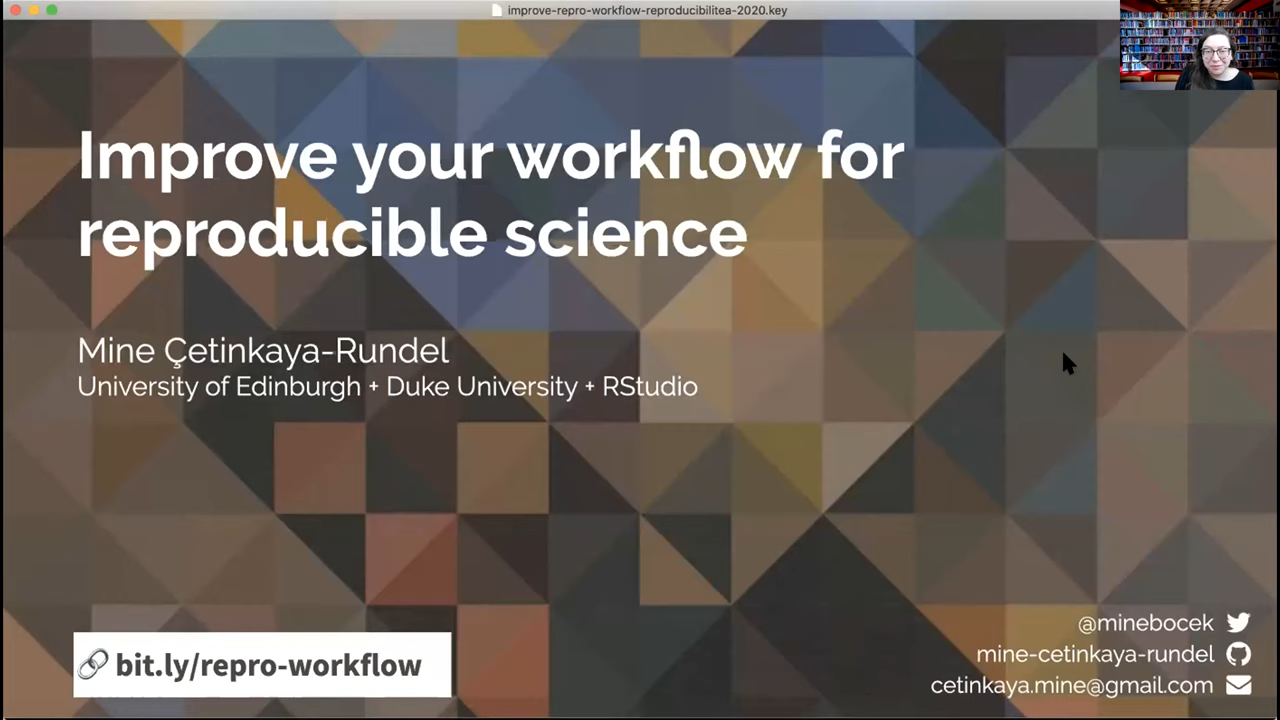 improve-repro-workflow-reproducibilitea-2020.key
Improve your workflow for
reproducible science
Mine Çetinkaya-Rundel
University of Edinburgh + Duke University + RStudio
bit.ly/repro-workflow
@minebocek
mine-cetinkaya-rundel
cetinkaya.mine@gmail.com